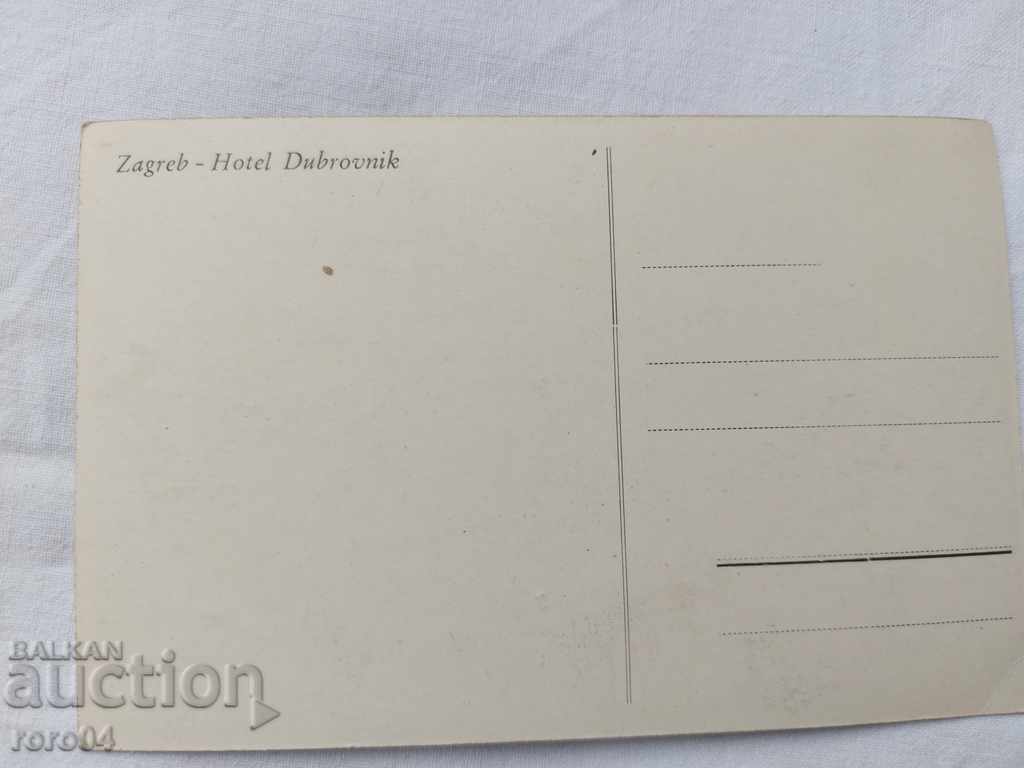 Zagreb - Hotel Dubrovnik
BALKAN
auction
roro04